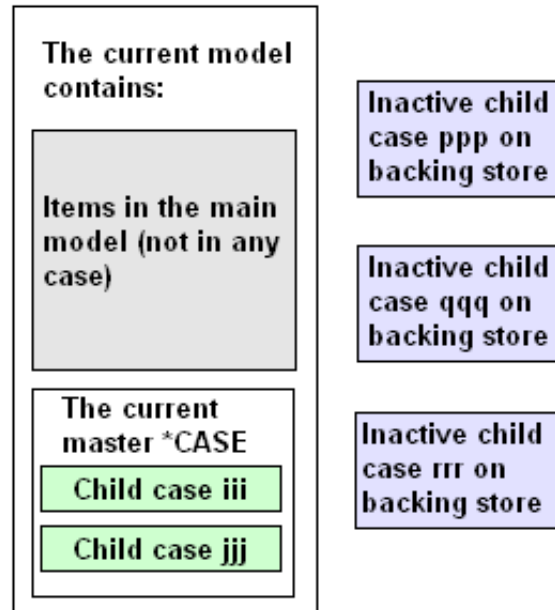 The current model
contains:
Items in the main
model (not in any
case)
The current
master *CASE
Child case iii
Child case jjj
Inactive child
case ppp on
backing store
Inactive child
case qqq on
backing store
Inactive child
case rrr on
backing store